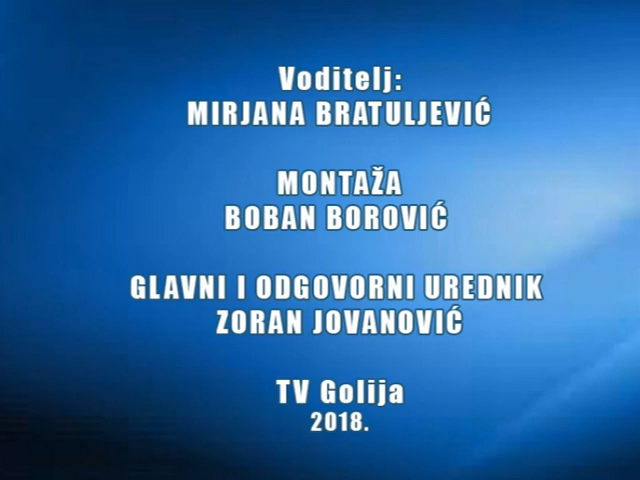 Voditelj:
MIRJANA BRATULJEVIĆ
MONTAŽA
BOBAN BOROVIĆ
GLAVNI I ODGOVORNI UREDNIK
ZORAN JOVANOVIĆ
TV Golija
2018.